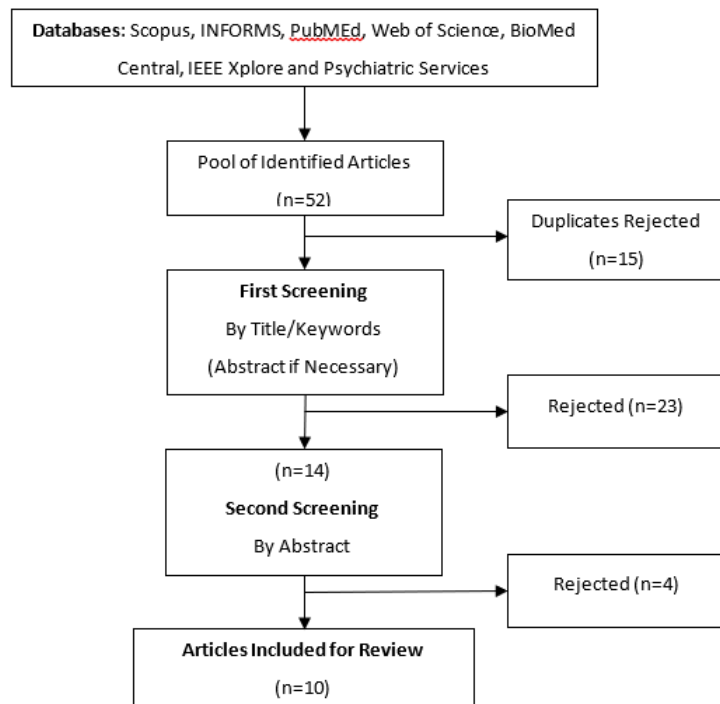 Databases: Scopus, INFORMS, PubMEd, Web of Science, BioMed
Central, IEEE Xplore and Psychiatric Services
Pool of Identified Articles
(n=52)
Duplicates Rejected
(n=15)
First Screening
By Title/Keywords
(Abstract if Necessary)
Rejected (n=23)
(n=14)
Second Screening
By Abstract
Rejected (n=4)
Articles Included for Review
(n=10)